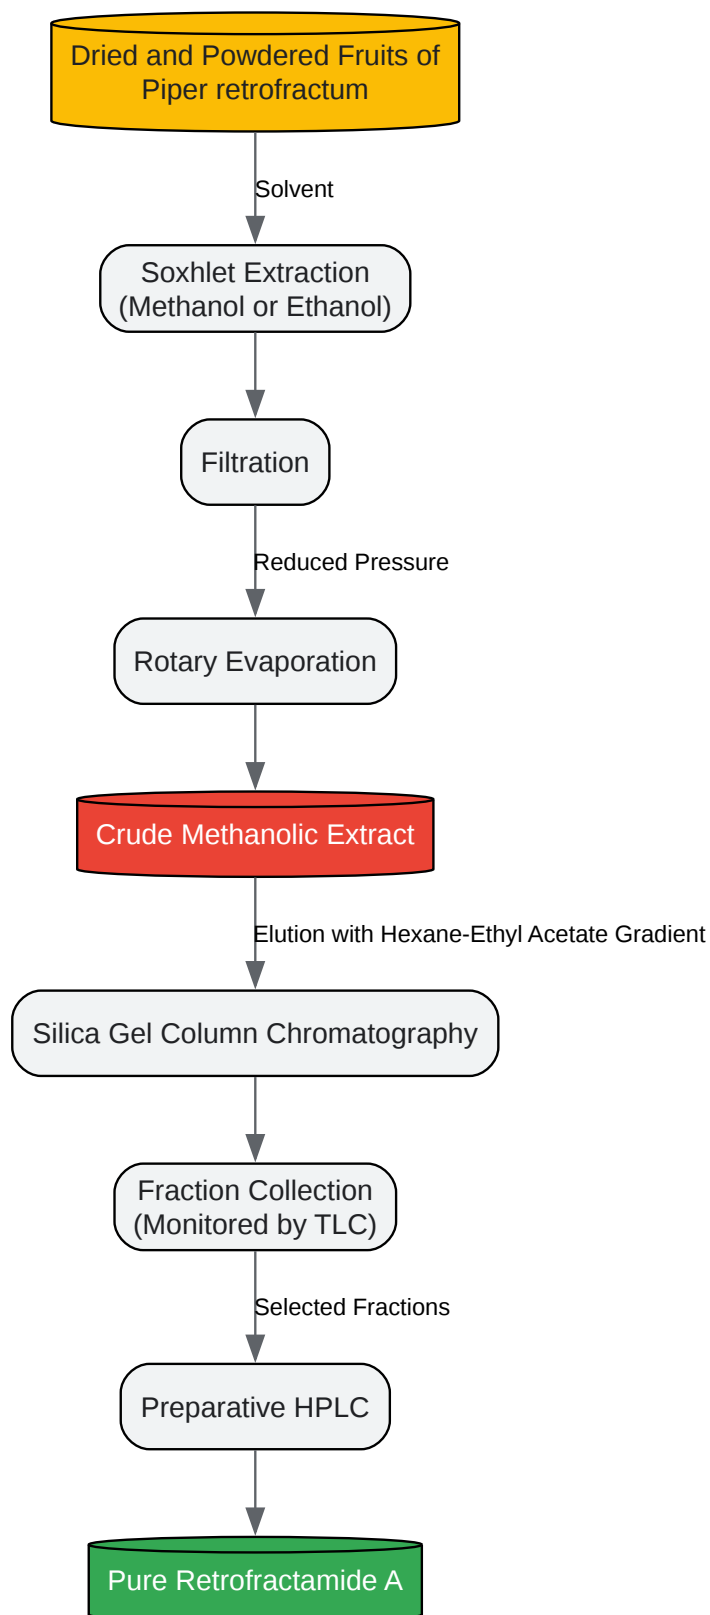 Dried and Powdered Fruits of
Piper retrofractum
Solvent
Soxhlet Extraction
(Methanol or Ethanol)
Filtration
Reduced Pressure
Rotary Evaporation
Crude Methanolic Extract
Elution with Hexane-Ethyl Acetate Gradient
Silica Gel Column Chromatography
Fraction Collection
(Monitored by TLC)
Selected Fractions
Preparative HPLC
Pure Retrofractamide A